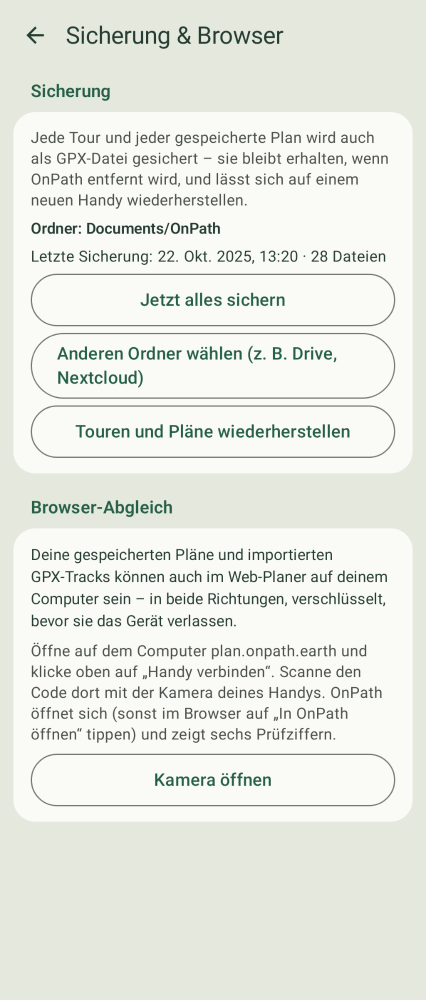 Sicherung & Browser
Sicherung
Jede Tour und jeder gespeicherte Plan wird auch
als GPX-Datei gesichert – sie bleibt erhalten, wenn
OnPath entfernt wird, und lässt sich auf einem
neuen Handy wiederherstellen.
Ordner: Documents/OnPath
Letzte Sicherung: 22. Okt. 2025, 13:20 · 28 Dateien
Jetzt alles sichern
Anderen Ordner wählen (z. B. Drive,
Nextcloud)
Touren und Pläne wiederherstellen
Browser-Abgleich
Deine gespeicherten Pläne und importierten
GPX-Tracks können auch im Web-Planer auf deinem
Computer sein – in beide Richtungen, verschlüsselt,
bevor sie das Gerät verlassen.
Öffne auf dem Computer plan.onpath.earth und
klicke oben auf „Handy verbinden“. Scanne den
Code dort mit der Kamera deines Handys. OnPath
öffnet sich (sonst im Browser auf „In OnPath
öffnen“ tippen) und zeigt sechs Prüfziffern.
Kamera öffnen